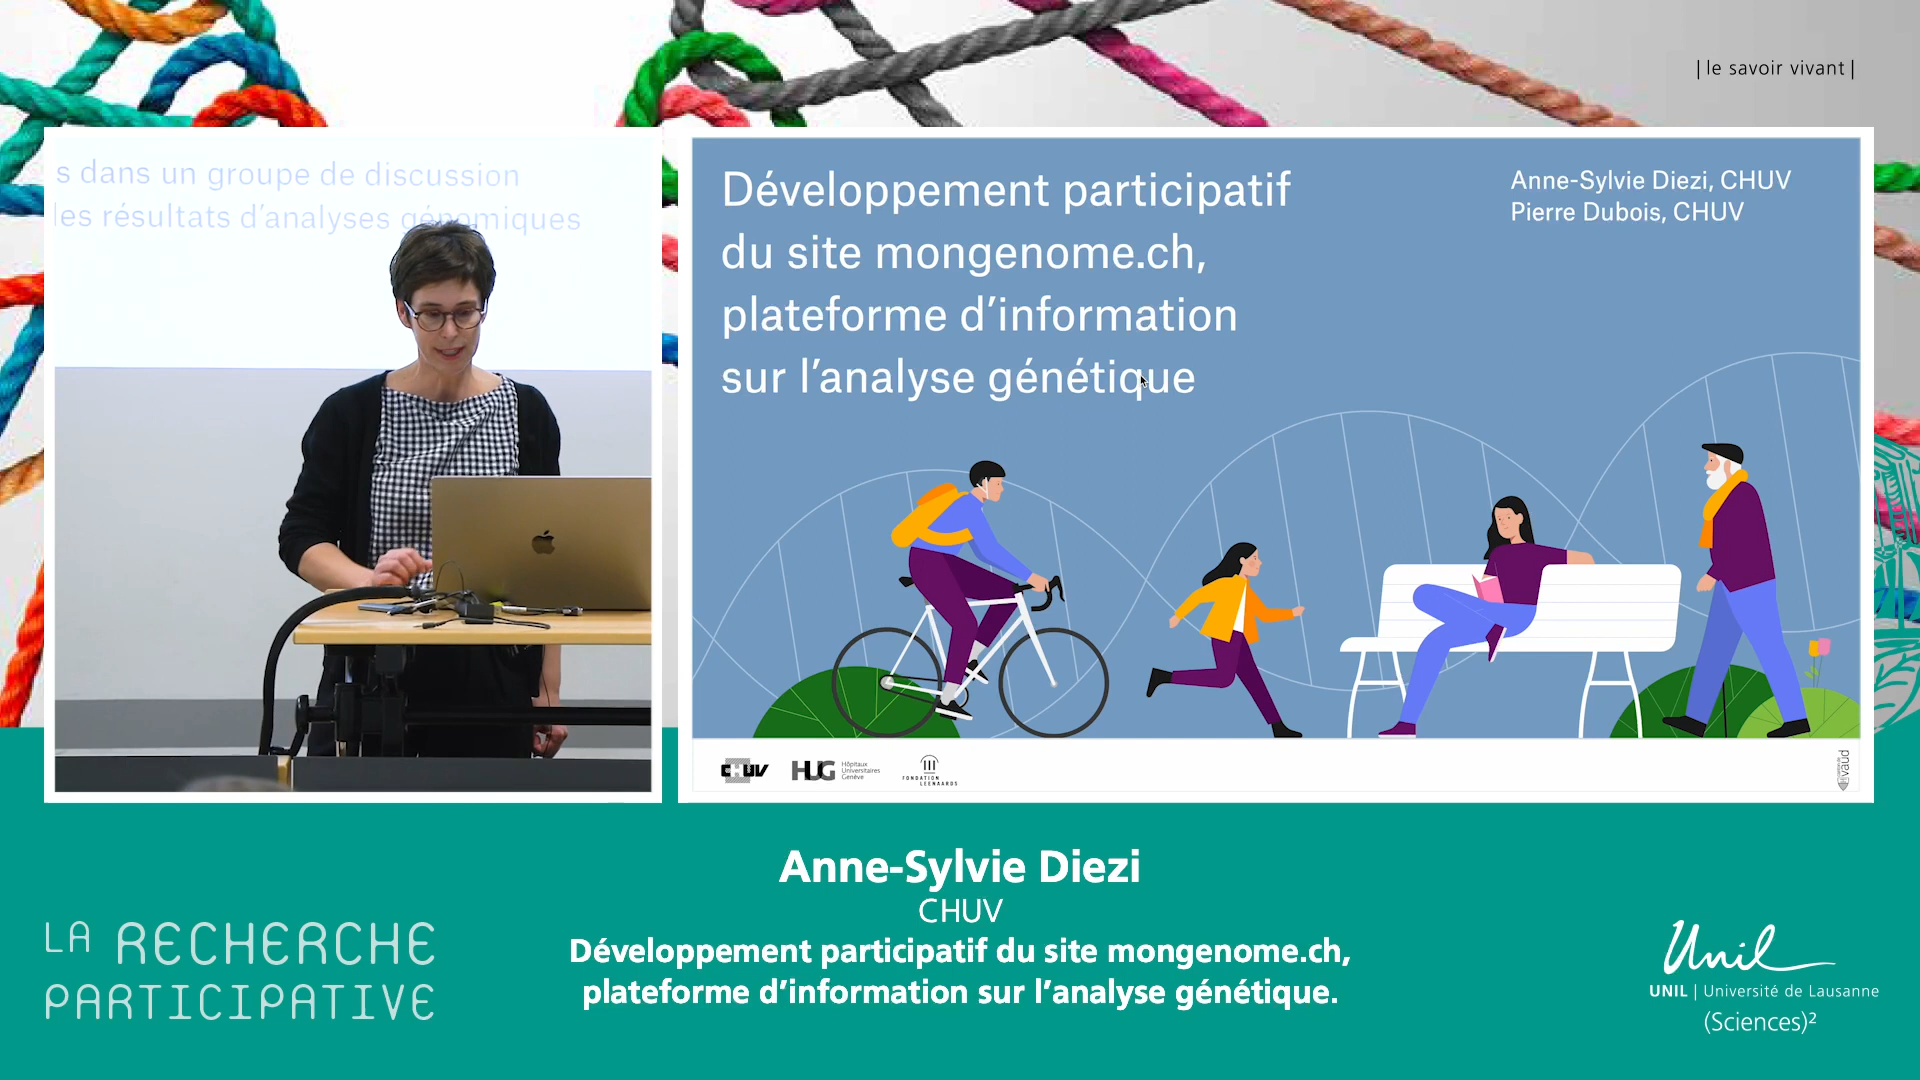 | le savoir vivant |
s dans un groupe de discussion
les résultats d'analyses génomiques
Développement participatif
du site mongenome.ch,
plateforme d'information
sur l'analyse génétique
Anne-Sylvie Diezi, CHUV
Pierre Dubois, CHUV
CHUV
HUG
Hôpitaux
Universitaires
Genève
FONDATION
LEENAARDS
vaud
Anne-Sylvie Diezi
CHUV
Développement participatif du site mongenome.ch,
plateforme d'information sur l'analyse génétique.
LA RECHERCHE
PARTICIPATIVE
Unil
UNIL | Université de Lausanne
(Sciences)²